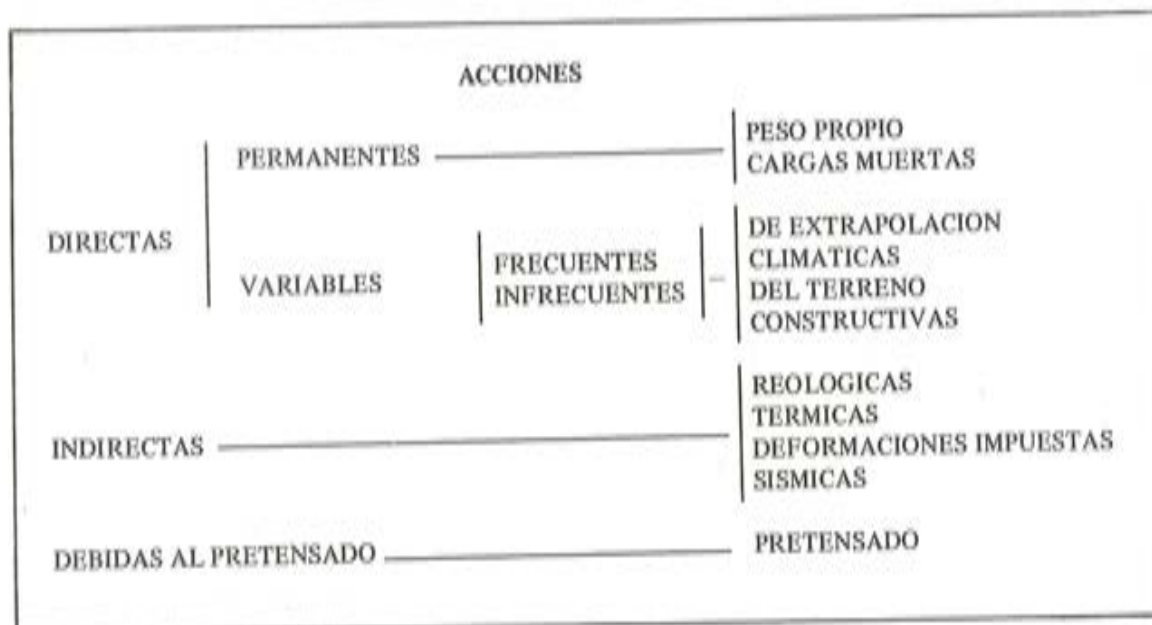 ACCIONES
DIRECTAS
PERMANENTES
PESO PROPIO
CARGAS MUERTAS
VARIABLES
FRECUENTES
INFRECUENTES
DE EXTRAPOLACION
CLIMATICAS
DEL TERRENO
CONSTRUCTIVAS
INDIRECTAS
REOLOGICAS
TERMICAS
DEFORMACIONES IMPUESTAS
SISMICAS
DEBIDAS AL PRETENSADO
PRETENSADO